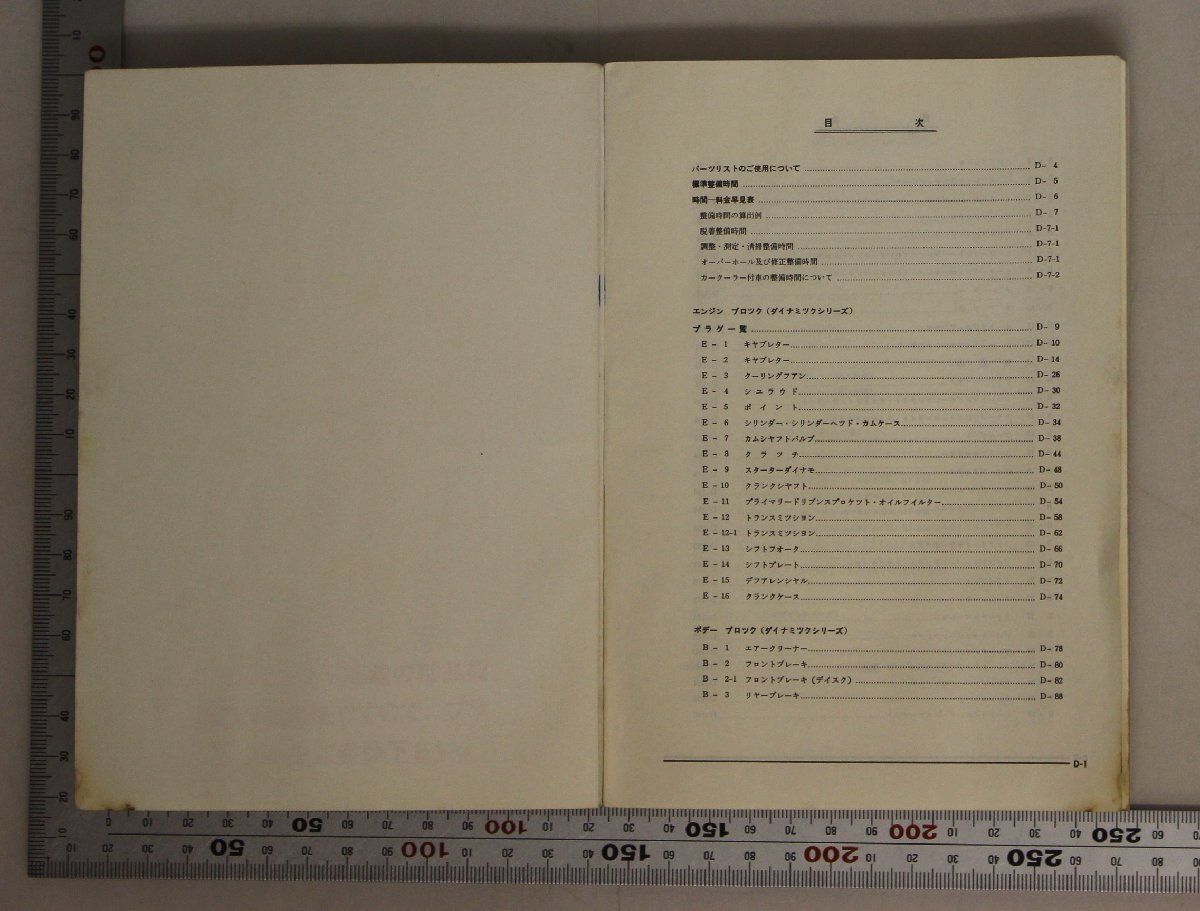 目 次
パーツリストのご使用について D- 4
標準整備時間 D- 5
時間一料金早見表 D- 6
整備時間の算出例 D- 7
脱着整備時間 D-7-1
調整・測定・清掃整備時間 D-7-1
オーバーホール及び修正整備時間 D-7-1
カークーラー付車の整備時間について D-7-2
エンジン ブロツク（ダイナミツクシリーズ）
プラグ一覧 D- 9
E - 1 キヤブレター D- 10
E - 2 キヤブレター D- 14
E - 3 クーリングフアン D- 26
E - 4 シユラウド D- 30
E - 5 ポイント D- 32
E - 6 シリンダー・シリンダーヘツド・カムケース D- 34
E - 7 カムシヤフトバルブ D- 38
E - 8 クラツチ D- 44
E - 9 スターターダイナモ D- 48
E - 10 クランクシヤフト D- 50
E - 11 プライマリードリブンスプロケツト・オイルフイルター D- 54
E - 12 トランスミツシヨン D- 58
E - 12-1 トランスミツシヨン D- 62
E - 13 シフトフオーク D- 66
E - 14 シフトプレート D- 70
E - 15 デフアレンシヤル D- 72
E - 16 クランクケース D- 74
ボデー ブロツク（ダイナミツクシリーズ）
B - 1 エアークリーナー D- 78
B - 2 フロントブレーキ D- 80
B - 2-1 フロントブレーキ（デイスク） D- 82
B - 3 リヤーブレーキ D- 88
D-1